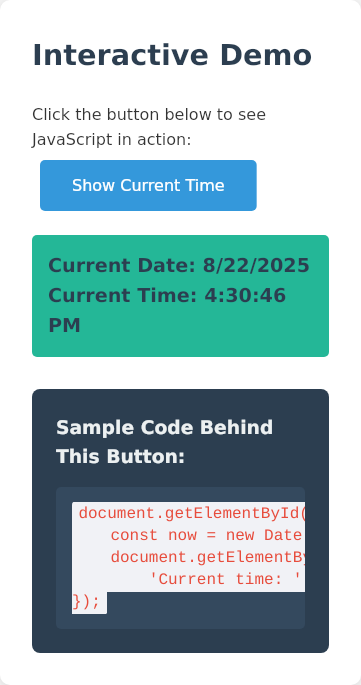 Interactive Demo
Click the button below to see
JavaScript in action:
Show Current Time
Current Date: 8/22/2025
Current Time: 4:30:46
PM
Sample Code Behind
This Button:
document.getElementById(
const now = new Date
document.getElementBy
'Current time: '
});